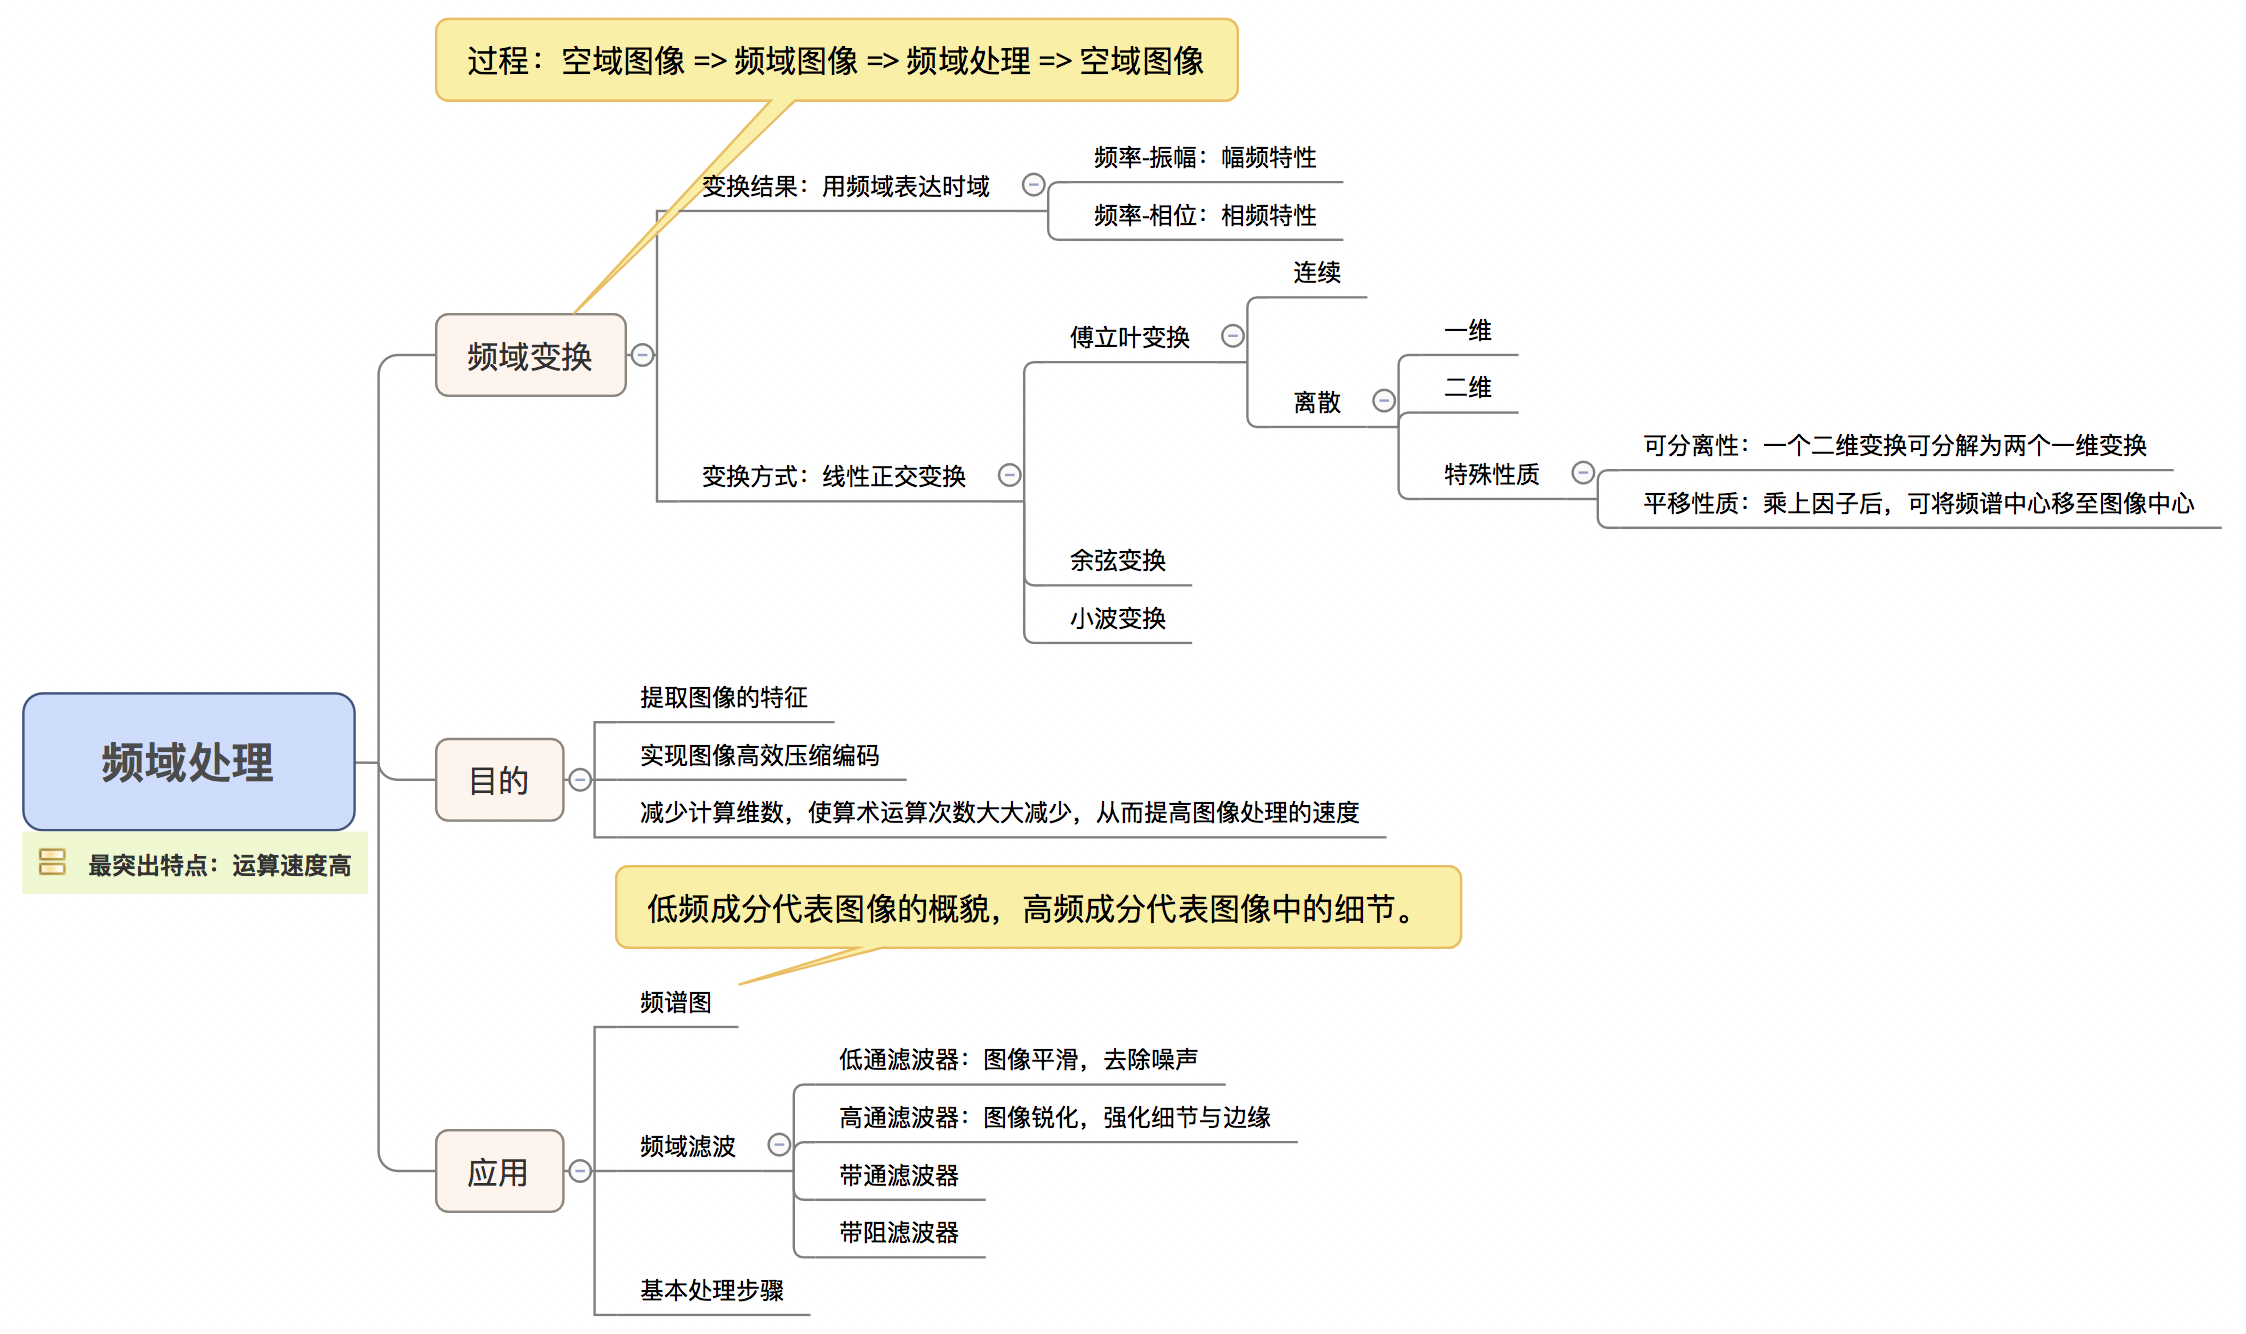 过程：空域图像 => 频域图像 => 频域处理 => 空域图像
频率-振幅：幅频特性
变换结果：用频域表达时域
频率-相位：相频特性
连续
一维
傅立叶变换
频域变换
二维
离散
可分离性：一个二维变换可分解为两个一维变换
特殊性质
变换方式：线性正交变换
平移性质：乘上因子后，可将频谱中心移至图像中心
余弦变换
小波变换
提取图像的特征
实现图像高效压缩编码
频域处理
目的
减少计算维数，使算术运算次数大大减少，从而提高图像处理的速度
最突出特点：运算速度高
低频成分代表图像的概貌，高频成分代表图像中的细节。
频谱图
低通滤波器：图像平滑，去除噪声
高通滤波器：图像锐化，强化细节与边缘
频域滤波
应用
带通滤波器
带阻滤波器
基本处理步骤